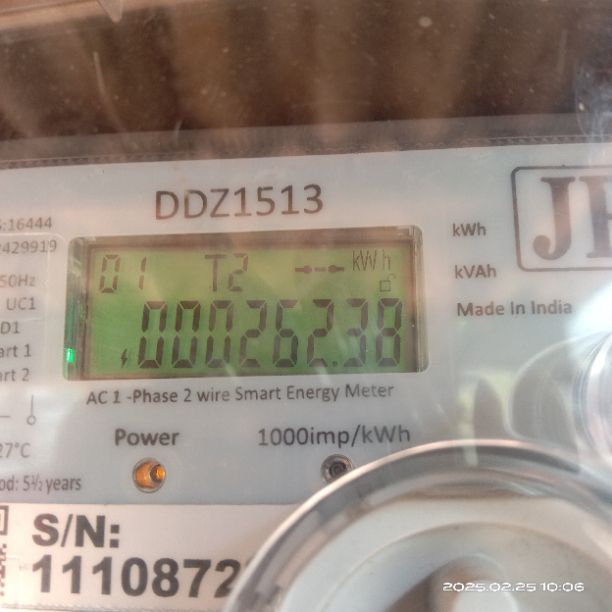 DDZ1513
:16444
2429919
50Hz
UC1
D1
art 1
art 2
27°C
od: 5½ years
01 T2 kWh
000262.38
kWh
kVAh
Made In India
AC 1 -Phase 2 wire Smart Energy Meter
Power
1000imp/kWh
S/N:
1110872
2025.02.25 10:06